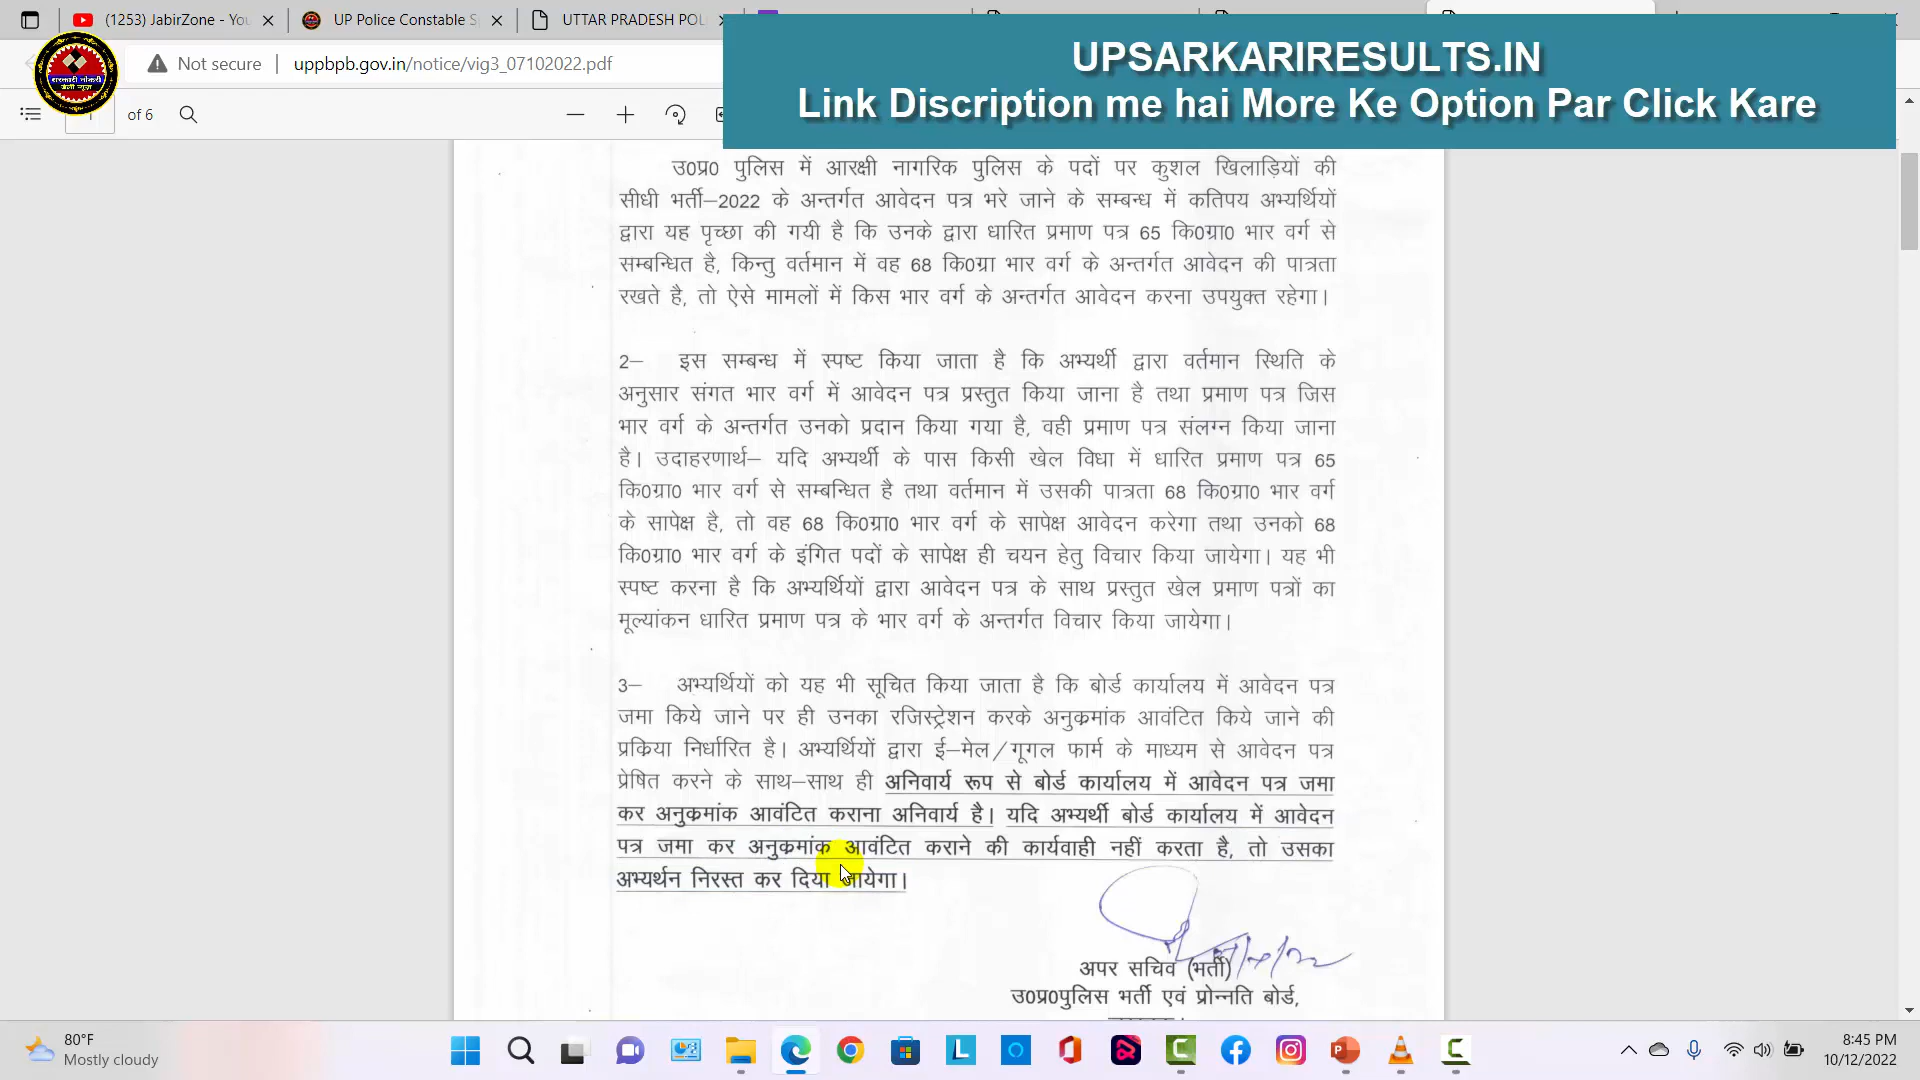 (1253) JabirZone - You
UP Police Constable S
UTTAR PRADESH POL
Not secure
uppbpb.gov.in/notice/vig3_07102022.pdf
UPSARKARIRESULTS.IN
Link Discription me hai More Ke Option Par Click Kare
1 of 6
उ0प्र0 पुलिस में आरक्षी नागरिक पुलिस के पदों पर कुशल खिलाड़ियों की
सीधी भर्ती–2022 के अन्तर्गत आवेदन पत्र भरे जाने के सम्बन्ध में कतिपय अभ्यर्थियों
द्वारा यह पृच्छा की गयी है कि उनके द्वारा धारित प्रमाण पत्र 65 कि0ग्रा0 भार वर्ग से
सम्बन्धित है, किन्तु वर्तमान में वह 68 कि0ग्रा भार वर्ग के अन्तर्गत आवेदन की पात्रता
रखते है, तो ऐसे मामलों में किस भार वर्ग के अन्तर्गत आवेदन करना उपयुक्त रहेगा।
2– इस सम्बन्ध में स्पष्ट किया जाता है कि अभ्यर्थी द्वारा वर्तमान स्थिति के
अनुसार संगत भार वर्ग में आवेदन पत्र प्रस्तुत किया जाना है तथा प्रमाण पत्र जिस
भार वर्ग के अन्तर्गत उनको प्रदान किया गया है, वही प्रमाण पत्र संलग्न किया जाना
है। उदाहरणार्थ– यदि अभ्यर्थी के पास किसी खेल विधा में धारित प्रमाण पत्र 65
कि0ग्रा0 भार वर्ग से सम्बन्धित है तथा वर्तमान में उसकी पात्रता 68 कि0ग्रा0 भार वर्ग
के सापेक्ष है, तो वह 68 कि0ग्रा0 भार वर्ग के सापेक्ष आवेदन करेगा तथा उनको 68
कि0ग्रा0 भार वर्ग के इंगित पदों के सापेक्ष ही चयन हेतु विचार किया जायेगा। यह भी
स्पष्ट करना है कि अभ्यर्थियों द्वारा आवेदन पत्र के साथ प्रस्तुत खेल प्रमाण पत्रों का
मूल्यांकन धारित प्रमाण पत्र के भार वर्ग के अन्तर्गत विचार किया जायेगा।
3– अभ्यर्थियों को यह भी सूचित किया जाता है कि बोर्ड कार्यालय में आवेदन पत्र
जमा किये जाने पर ही उनका रजिस्ट्रेशन करके अनुक्रमांक आवंटित किये जाने की
प्रक्रिया निर्धारित है। अभ्यर्थियों द्वारा ई–मेल/गूगल फार्म के माध्यम से आवेदन पत्र
प्रेषित करने के साथ–साथ ही अनिवार्य रूप से बोर्ड कार्यालय में आवेदन पत्र जमा
कर अनुक्रमांक आवंटित कराना अनिवार्य है। यदि अभ्यर्थी बोर्ड कार्यालय में आवेदन
पत्र जमा कर अनुक्रमांक आवंटित कराने की कार्यवाही नहीं करता है, तो उसका
अभ्यर्थन निरस्त कर दिया जायेगा।
अपर सचिव (भर्ती)
उ0प्र0पुलिस भर्ती एवं प्रोन्नति बोर्ड,
80°F
Mostly cloudy
8:45 PM
10/12/2022